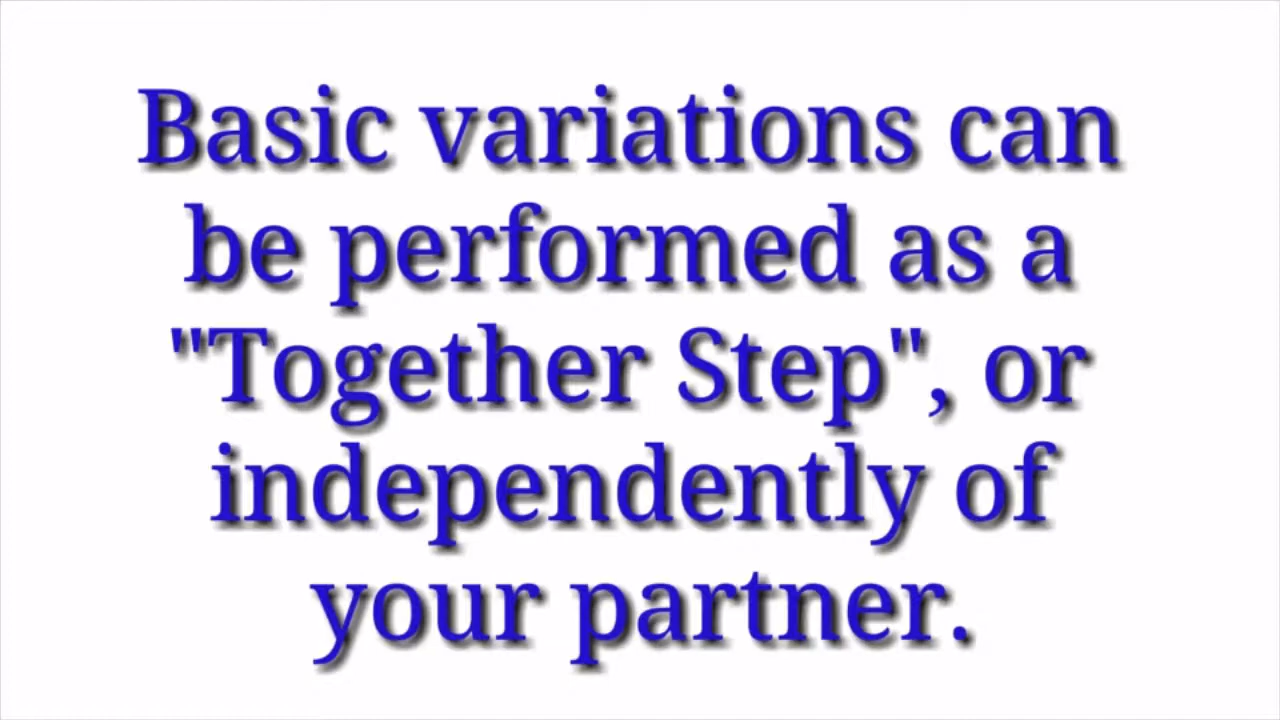 Basic variations can
be performed as a
"Together Step", or
independently of
your partner.